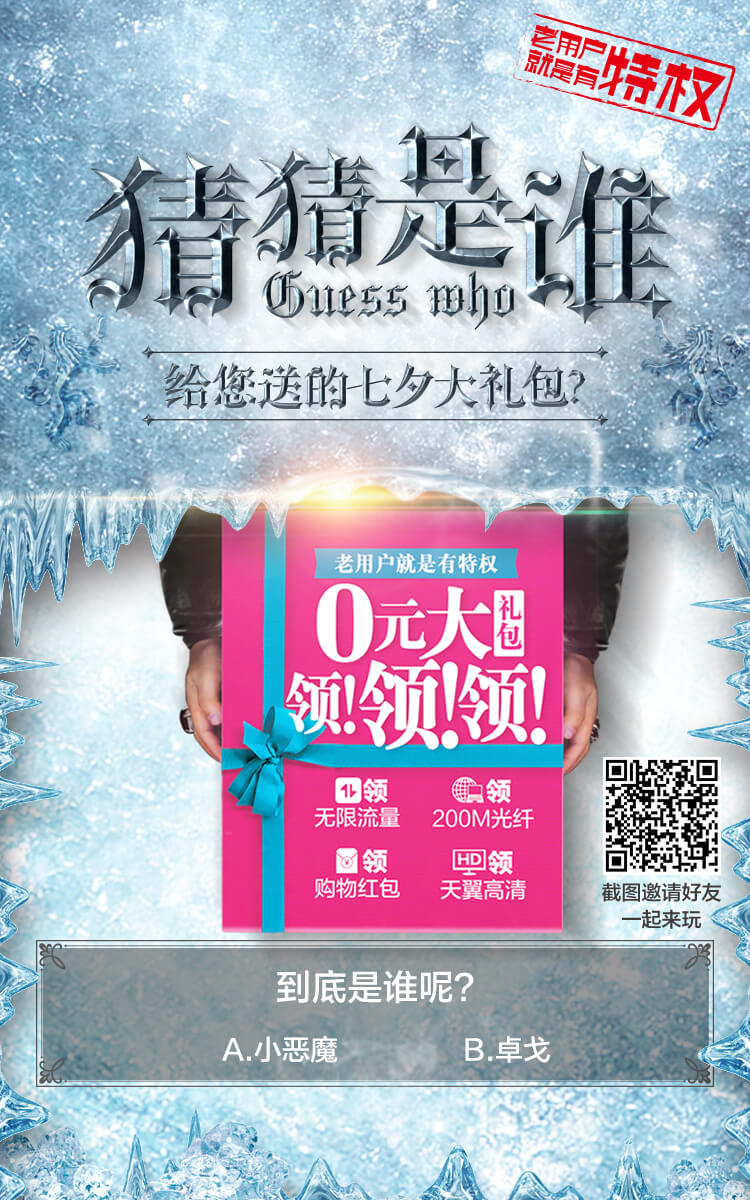 老用户
就是有特权
猜猜是谁
Guess who
给您送的七夕大礼包?
老用户就是有特权
0元大礼包
领!领!领!
领
无限流量
领
200M光纤
领
购物红包
HD领
天翼高清
截图邀请好友
一起来玩
到底是谁呢?
A.小恶魔
B.卓戈